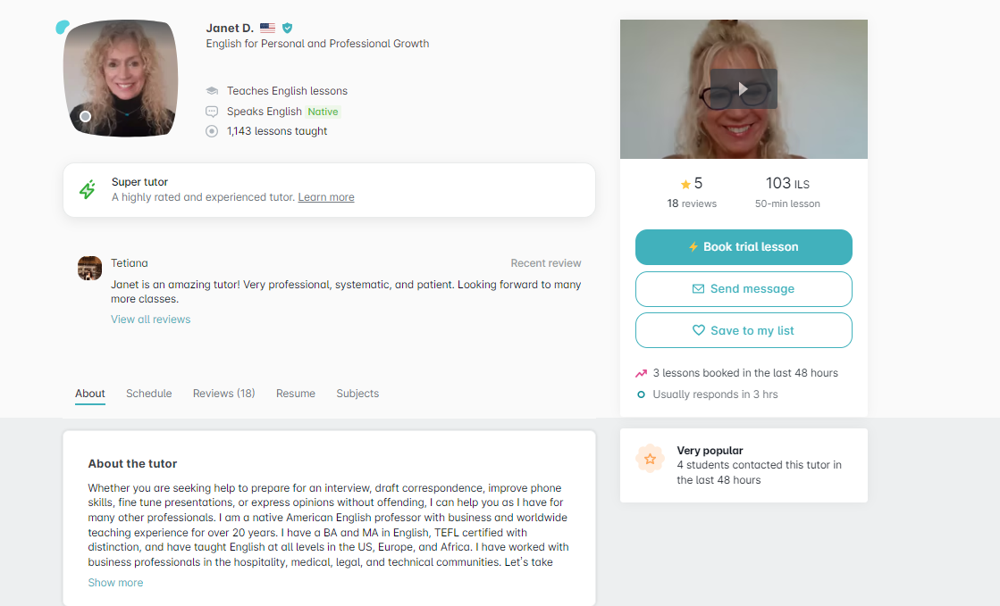 Janet D.
English for Personal and Professional Growth
Teaches English lessons
Speaks English Native
1,143 lessons taught
Super tutor
A highly rated and experienced tutor. Learn more
Tetiana
Recent review
Janet is an amazing tutor! Very professional, systematic, and patient. Looking forward to many
more classes.
View all reviews
About Schedule Reviews (18) Resume Subjects
About the tutor
Whether you are seeking help to prepare for an interview, draft correspondence, improve phone
skills, fine tune presentations, or express opinions without offending, I can help you as I have for
many other professionals. I am a native American English professor with business and worldwide
teaching experience for over 20 years. I have a BA and MA in English, TEFL certified with
distinction, and have taught English at all levels in the US, Europe, and Africa. I have worked with
business professionals in the hospitality, medical, legal, and technical communities. Let's take
Show more
5 103 ILS
18 reviews 50-min lesson
Book trial lesson
Send message
Save to my list
3 lessons booked in the last 48 hours
Usually responds in 3 hrs
Very popular
4 students contacted this tutor in
the last 48 hours